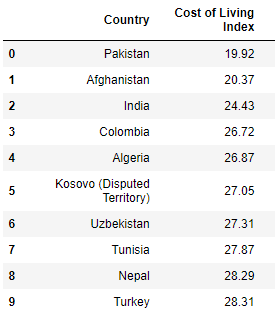 Country Cost of Living
Index
0 Pakistan 19.92
1 Afghanistan 20.37
2 India 24.43
3 Colombia 26.72
4 Algeria 26.87
5 Kosovo (Disputed
Territory) 27.05
6 Uzbekistan 27.31
7 Tunisia 27.87
8 Nepal 28.29
9 Turkey 28.31